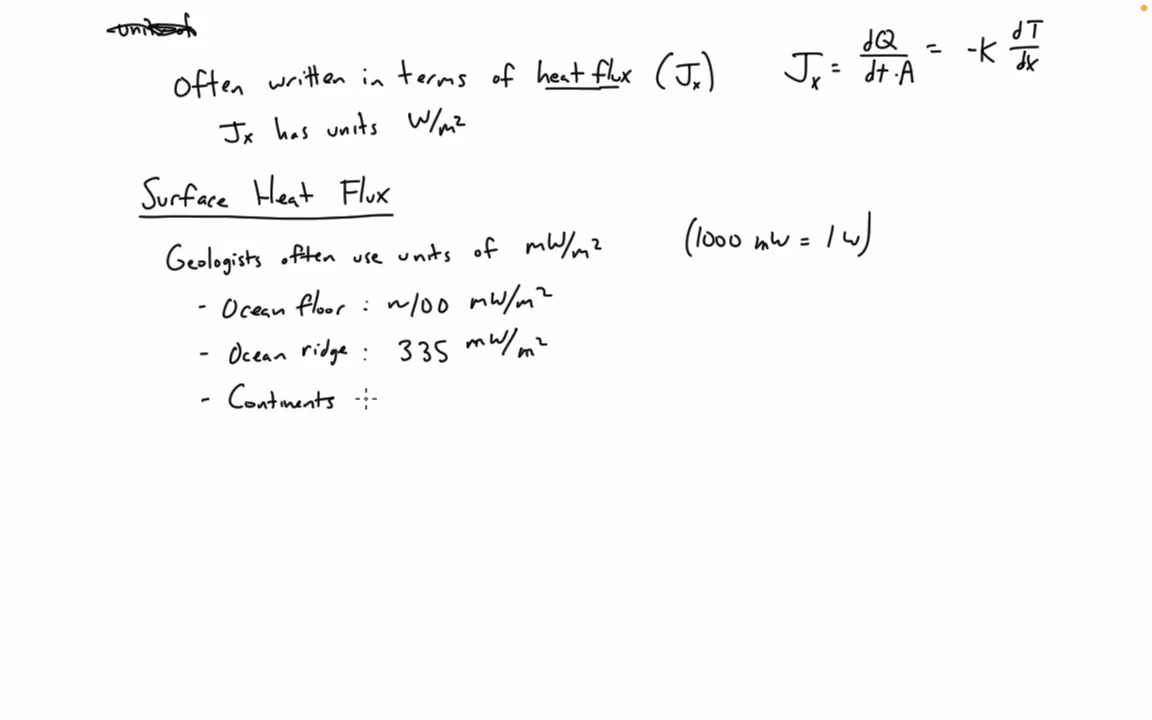 Often written in terms of heat flux (Jx) Jx = dQ/dt·A = -K dT/dx
Jx has units W/m²
Surface Heat Flux
Geologists often use units of mW/m² (1000 mW = 1 W)
- Ocean floor : ~100 mW/m²
- Ocean ridge : 335 mW/m²
- Continents